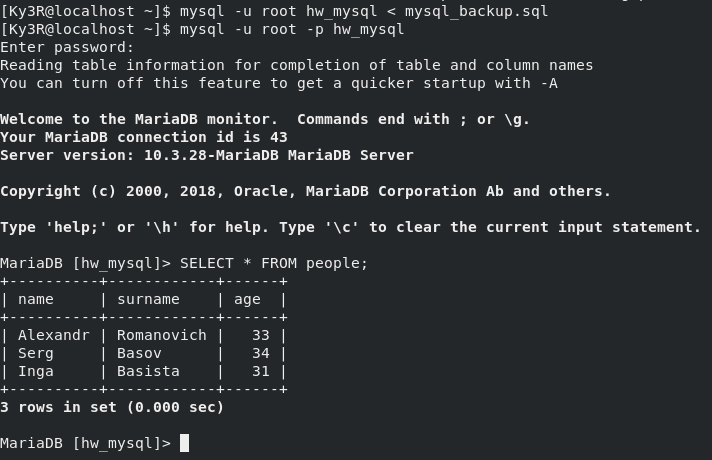 [Ky3R@localhost ~]$ mysql -u root hw_mysql < mysql_backup.sql
[Ky3R@localhost ~]$ mysql -u root -p hw_mysql
Enter password:
Reading table information for completion of table and column names
You can turn off this feature to get a quicker startup with -A

Welcome to the MariaDB monitor.  Commands end with ; or \g.
Your MariaDB connection id is 43
Server version: 10.3.28-MariaDB MariaDB Server

Copyright (c) 2000, 2018, Oracle, MariaDB Corporation Ab and others.

Type 'help;' or '\h' for help. Type '\c' to clear the current input statement.

MariaDB [hw_mysql]> SELECT * FROM people;
+----------+------------+------+
| name     | surname    | age  |
+----------+------------+------+
| Alexandr | Romanovich |   33 |
| Serg     | Basov      |   34 |
| Inga     | Basista    |   31 |
+----------+------------+------+
3 rows in set (0.000 sec)

MariaDB [hw_mysql]>